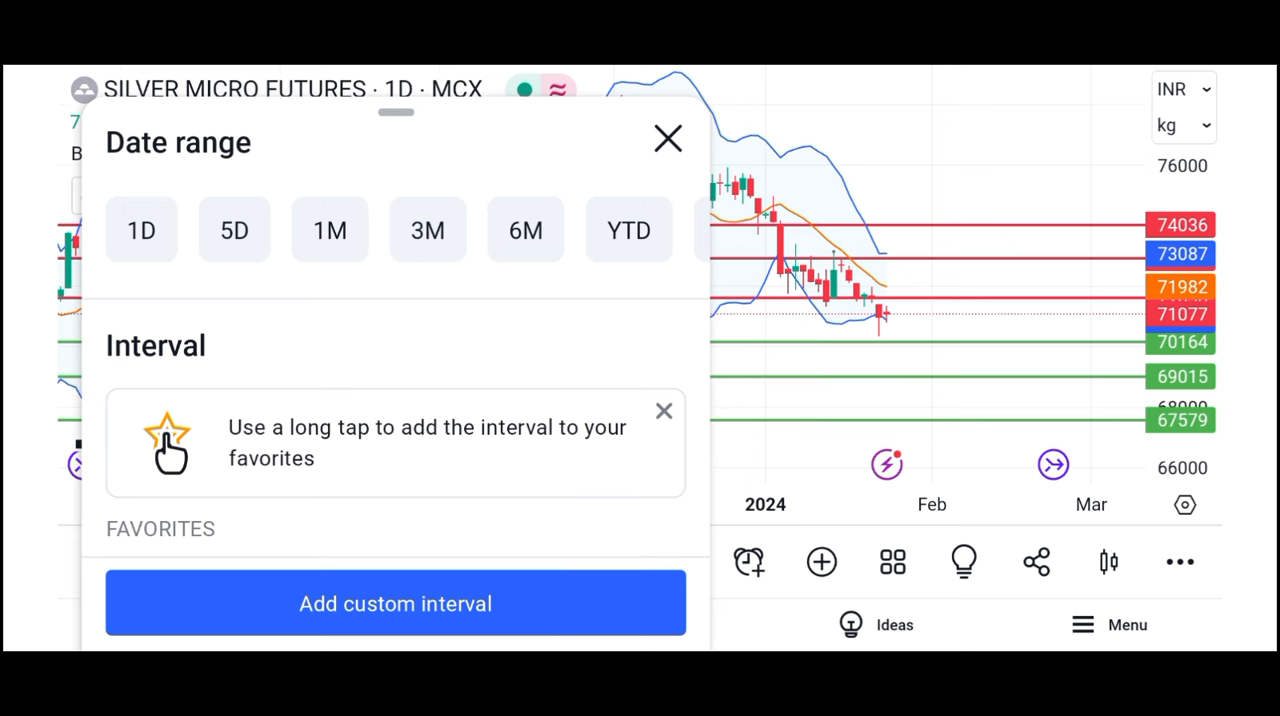 SILVER MICRO FUTURES · 1D · MCX
INR
kg
7
Date range
B
1D
5D
1M
3M
6M
YTD
76000
74036
73087
71982
71077
70164
69015
67579
66000
Interval
Use a long tap to add the interval to your
favorites
FAVORITES
Add custom interval
2024
Feb
Mar
Ideas
Menu